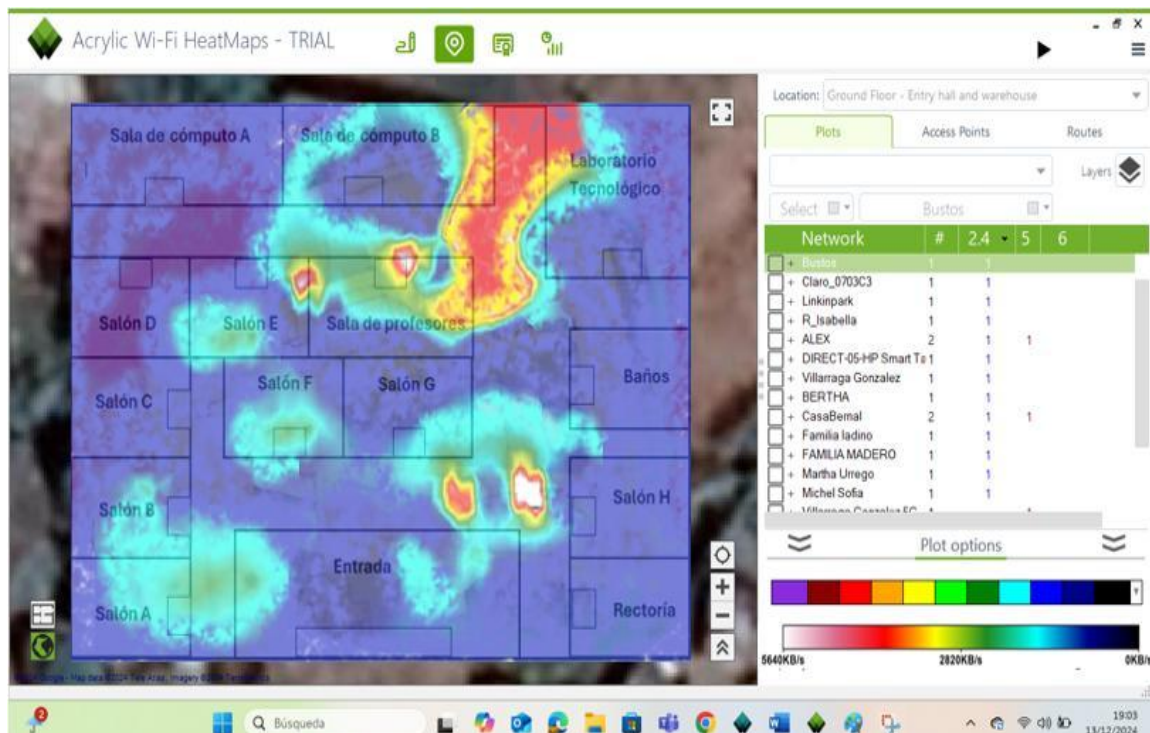 Acrylic Wi-Fi HeatMaps - TRIAL
Location: Ground Floor - Entry hall and warehouse
Plots Access Points Routes
Layers
Select Bustos
Network # 2.4 5 6
+ Bustos 1 1
+ Claro_0703C3 1 1
+ Linkinpark 1 1
+ R_Isabella 1 1
+ ALEX 2 1 1
+ DIRECT-05-HP Smart Ta 1 1
+ Villarraga Gonzalez 1 1
+ BERTHA 1 1
+ CasaBernal 2 1 1
+ Familia ladino 1 1
+ FAMILIA MADERO 1 1
+ Martha Urrego 1 1
+ Michel Sofia 1 1
Plot options
5640KB/s 2820KB/s 0KB/s
Sala de cómputo A
Sala de cómputo B
Laboratorio
Tecnológico
Salón D
Salón E
Sala de profesores
Salón C
Salón F
Salón G
Baños
Salón B
Salón H
Entrada
Salón A
Rectoría
2
Búsqueda
19:03
13/12/2024